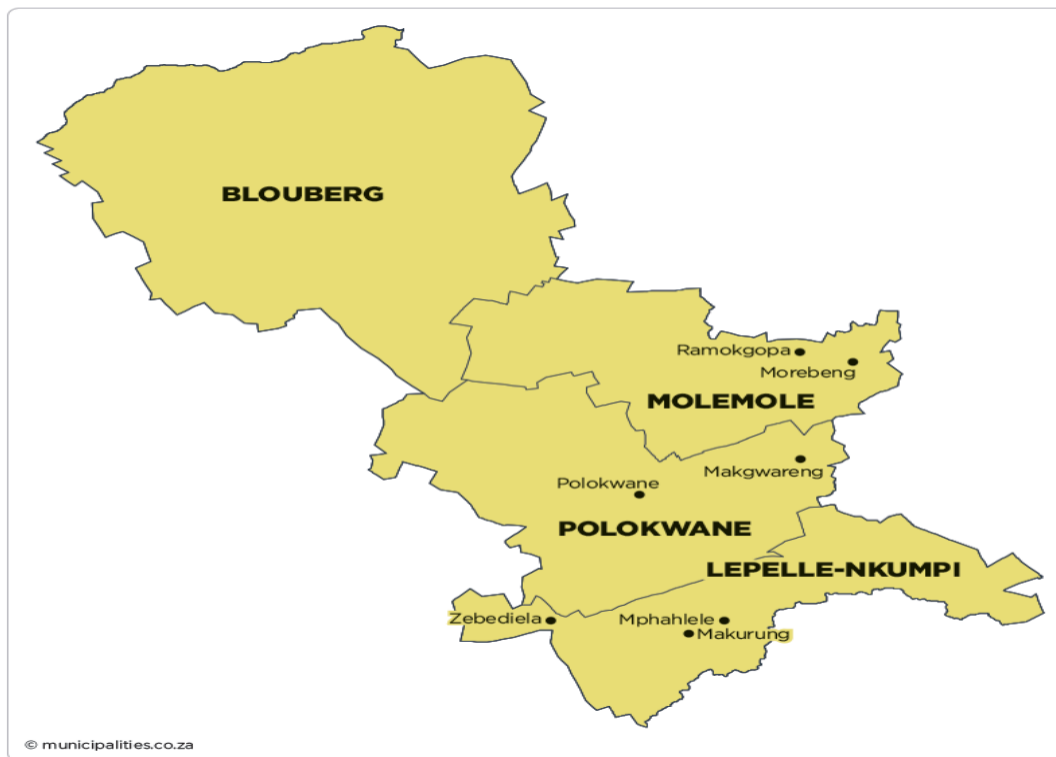 BLOUBERG
Ramokgopa
Morebeng
MOLEMOLE
Makgwareng
Polokwane
POLOKWANE
LEPELLE-NKUMPI
Zebediela
Mphahlele
Makurung
© municipalities.co.za